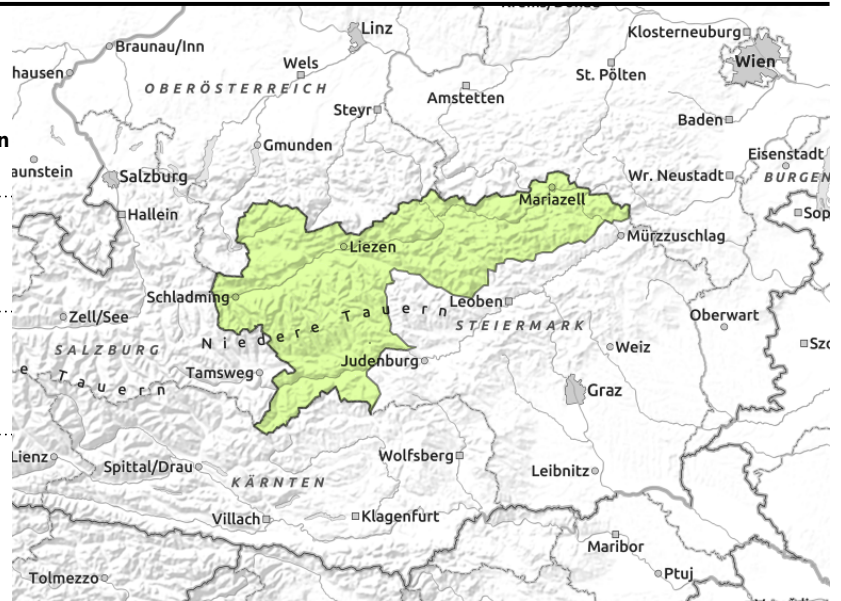 Linz
Klosterneuburg
Braunau/Inn
Wels
Wien
hausen
St. Pölten
OBERÖSTERREICH
Amstetten
Steyr
Baden
n
Gmunden
Eisenstadt
aunstein
Salzburg
Wr. Neustadt
BURGEN
Mariazell
Hallein
Sop
Mürzzuschlag
Liezen
Schladming
Leoben
Niedere Tauern
Zell/See
Oberwart
STEIERMARK
SALZBURG
Szo
Weiz
Judenburg
e Tauern
Tamsweg
Graz
Lienz
Wolfsberg
Spittal/Drau
Leibnitz
KÄRNTEN
Villach
Klagenfurt
Maribor
Tolmezzo
Ptuj